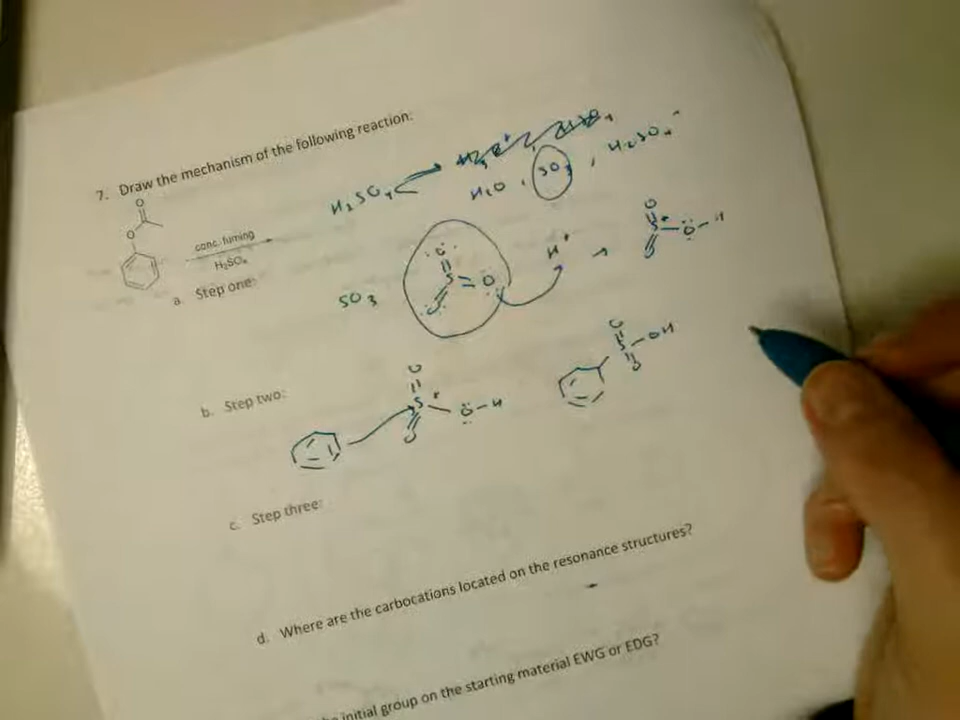 7. Draw the mechanism of the following reaction:
H₂SO₄
H₂O , SO₃ , H₂SO₄⁻
O
O
conc. fuming
H₂SO₄
a. Step one:
SO₃
O
S = O
O
H⁺
O
S⁺ - O - H
O
b. Step two:
O
S⁺ - O - H
O
O
S - OH
O
c. Step three:
d. Where are the carbocations located on the resonance structures?
initial group on the starting material EWG or EDG?